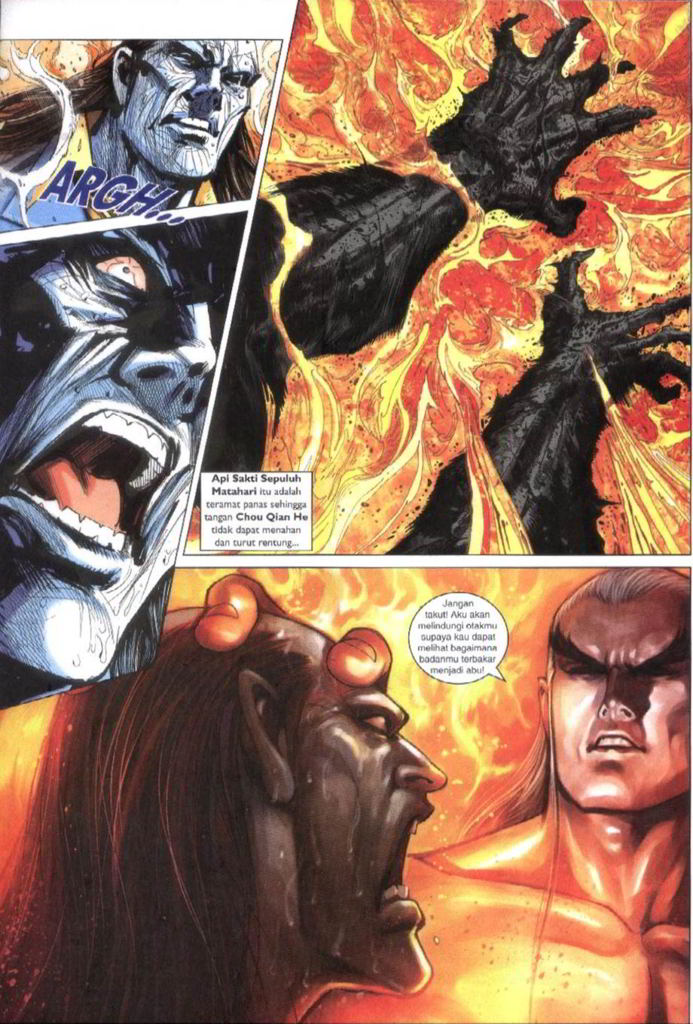 ARGH...
Api Sakti Sepuluh
Matahari itu adalah
teramat panas sehingga
tangan Chou Qian He
tidak dapat menahan
dan turut rentung...
Jangan
takut! Aku akan
melindungi otakmu
supaya kau dapat
melihat bagaimana
badanmu terbakar
menjadi abu!